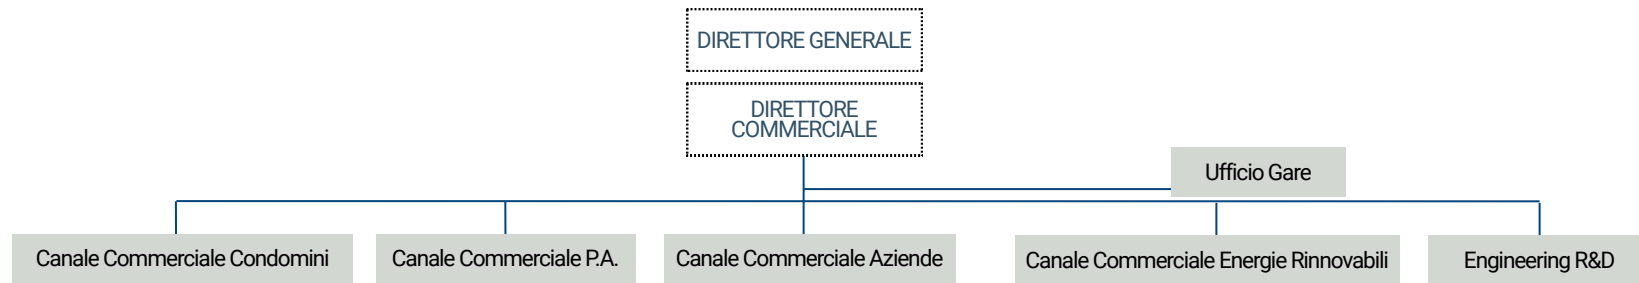 DIRETTORE GENERALE
DIRETTORE
COMMERCIALE
Ufficio Gare
Canale Commerciale Condomini
Canale Commerciale P.A.
Canale Commerciale Aziende
Canale Commerciale Energie Rinnovabili
Engineering R&D